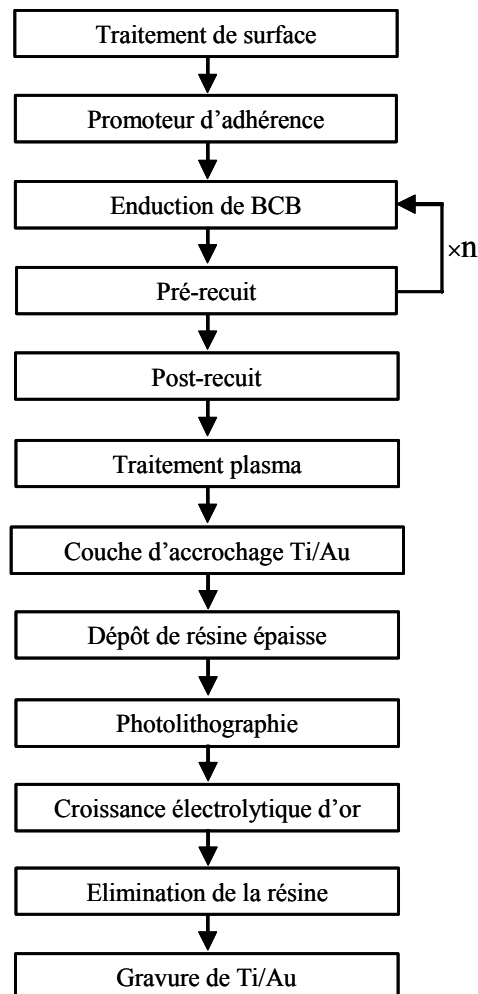 Traitement de surface
Promoteur d'adhérence
Enduction de BCB
×n
Pré-recuit
Post-recuit
Traitement plasma
Couche d'accrochage Ti/Au
Dépôt de résine épaisse
Photolithographie
Croissance électrolytique d'or
Elimination de la résine
Gravure de Ti/Au